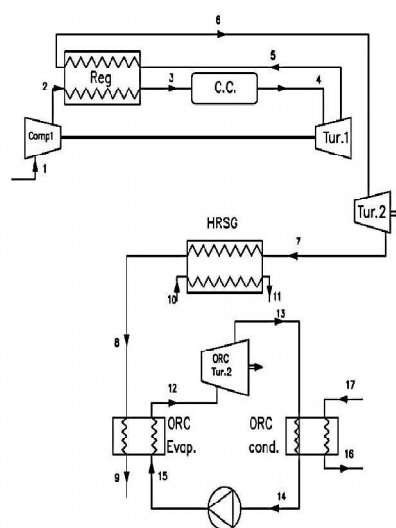 6
Reg
5
2
3
C.C.
4
Comp1
Tur.1
1
Tur.2
HRSG
7
10
11
8
13
ORC
Tur.2
12
17
ORC
Evap.
ORC
cond.
16
9
15
14